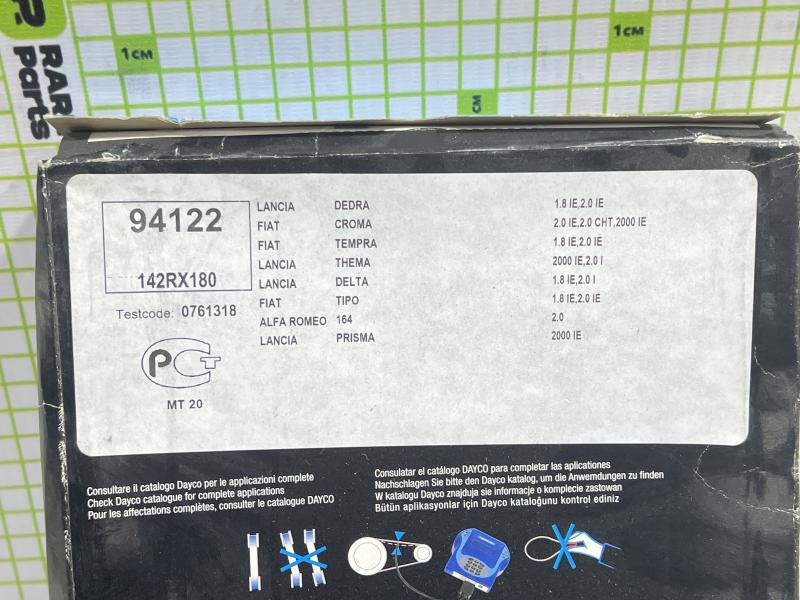 1 CM
1 CM
CM
RAR
Parts
94122
142RX180
Testcode: 0761318
PCT
MT 20
LANCIA DEDRA 1.8 IE,2.0 IE
FIAT CROMA 2.0 IE,2.0 CHT,2000 IE
FIAT TEMPRA 1.8 IE,2.0 IE
LANCIA THEMA 2000 IE,2.0 I
LANCIA DELTA 1.8 IE,2.0 I
FIAT TIPO 1.8 IE,2.0 IE
ALFA ROMEO 164 2.0
LANCIA PRISMA 2000 IE
Consultare il catalogo Dayco per le applicazioni complete
Check Dayco catalogue for complete applications
Pour les affectations complètes, consulter le catalogue DAYCO
Consulatar el catálogo DAYCO para completar las aplicationes
Nachschlagen Sie bitte den Dayco katalog, um die Anwendungen zu finden
W katalogu Dayco znajduja sie informacje o komplecie zastowan
Bütün aplikasyonlar için Dayco kataloğunu kontrol ediniz